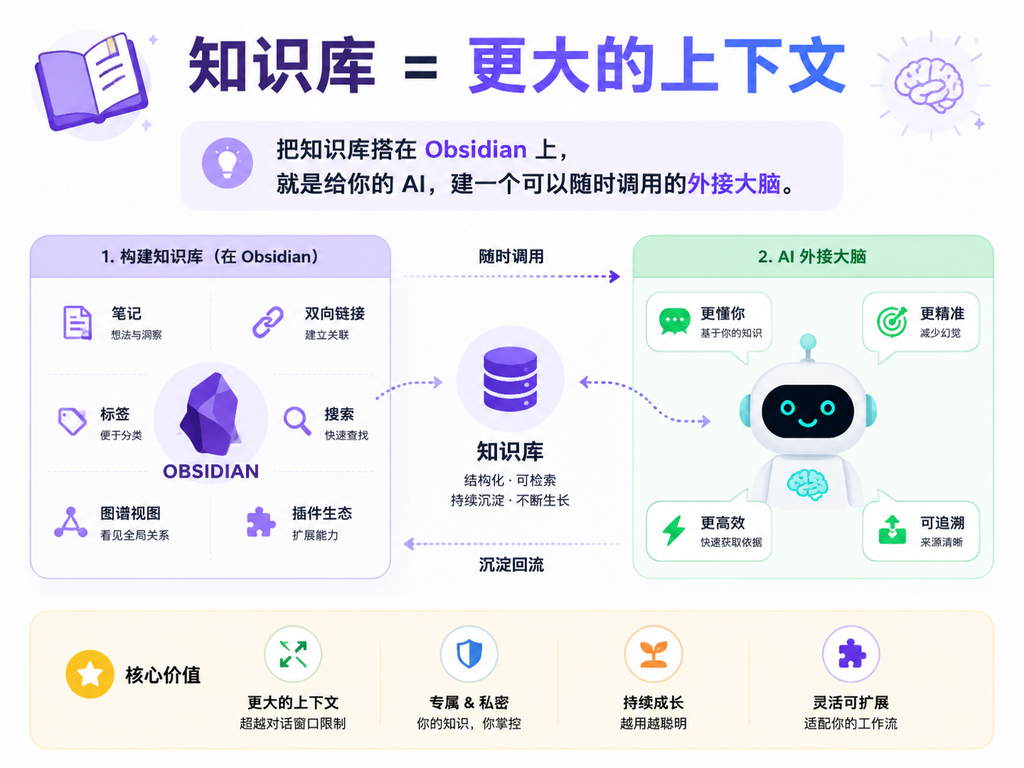 知识库 = 更大的上下文
把知识库搭在 Obsidian 上，
就是给你的 AI，建一个可以随时调用的外接大脑。
1. 构建知识库（在 Obsidian）
笔记
想法与洞察
双向链接
建立关联
标签
便于分类
搜索
快速查找
OBSIDIAN
图谱视图
看见全局关系
插件生态
扩展能力
随时调用
知识库
结构化 · 可检索
持续沉淀 · 不断生长
沉淀回流
2. AI 外接大脑
更懂你
基于你的知识
更精准
减少幻觉
更高效
快速获取依据
可追溯
来源清晰
核心价值
更大的上下文
超越对话窗口限制
专属 & 私密
你的知识，你掌控
持续成长
越用越聪明
灵活可扩展
适配你的工作流